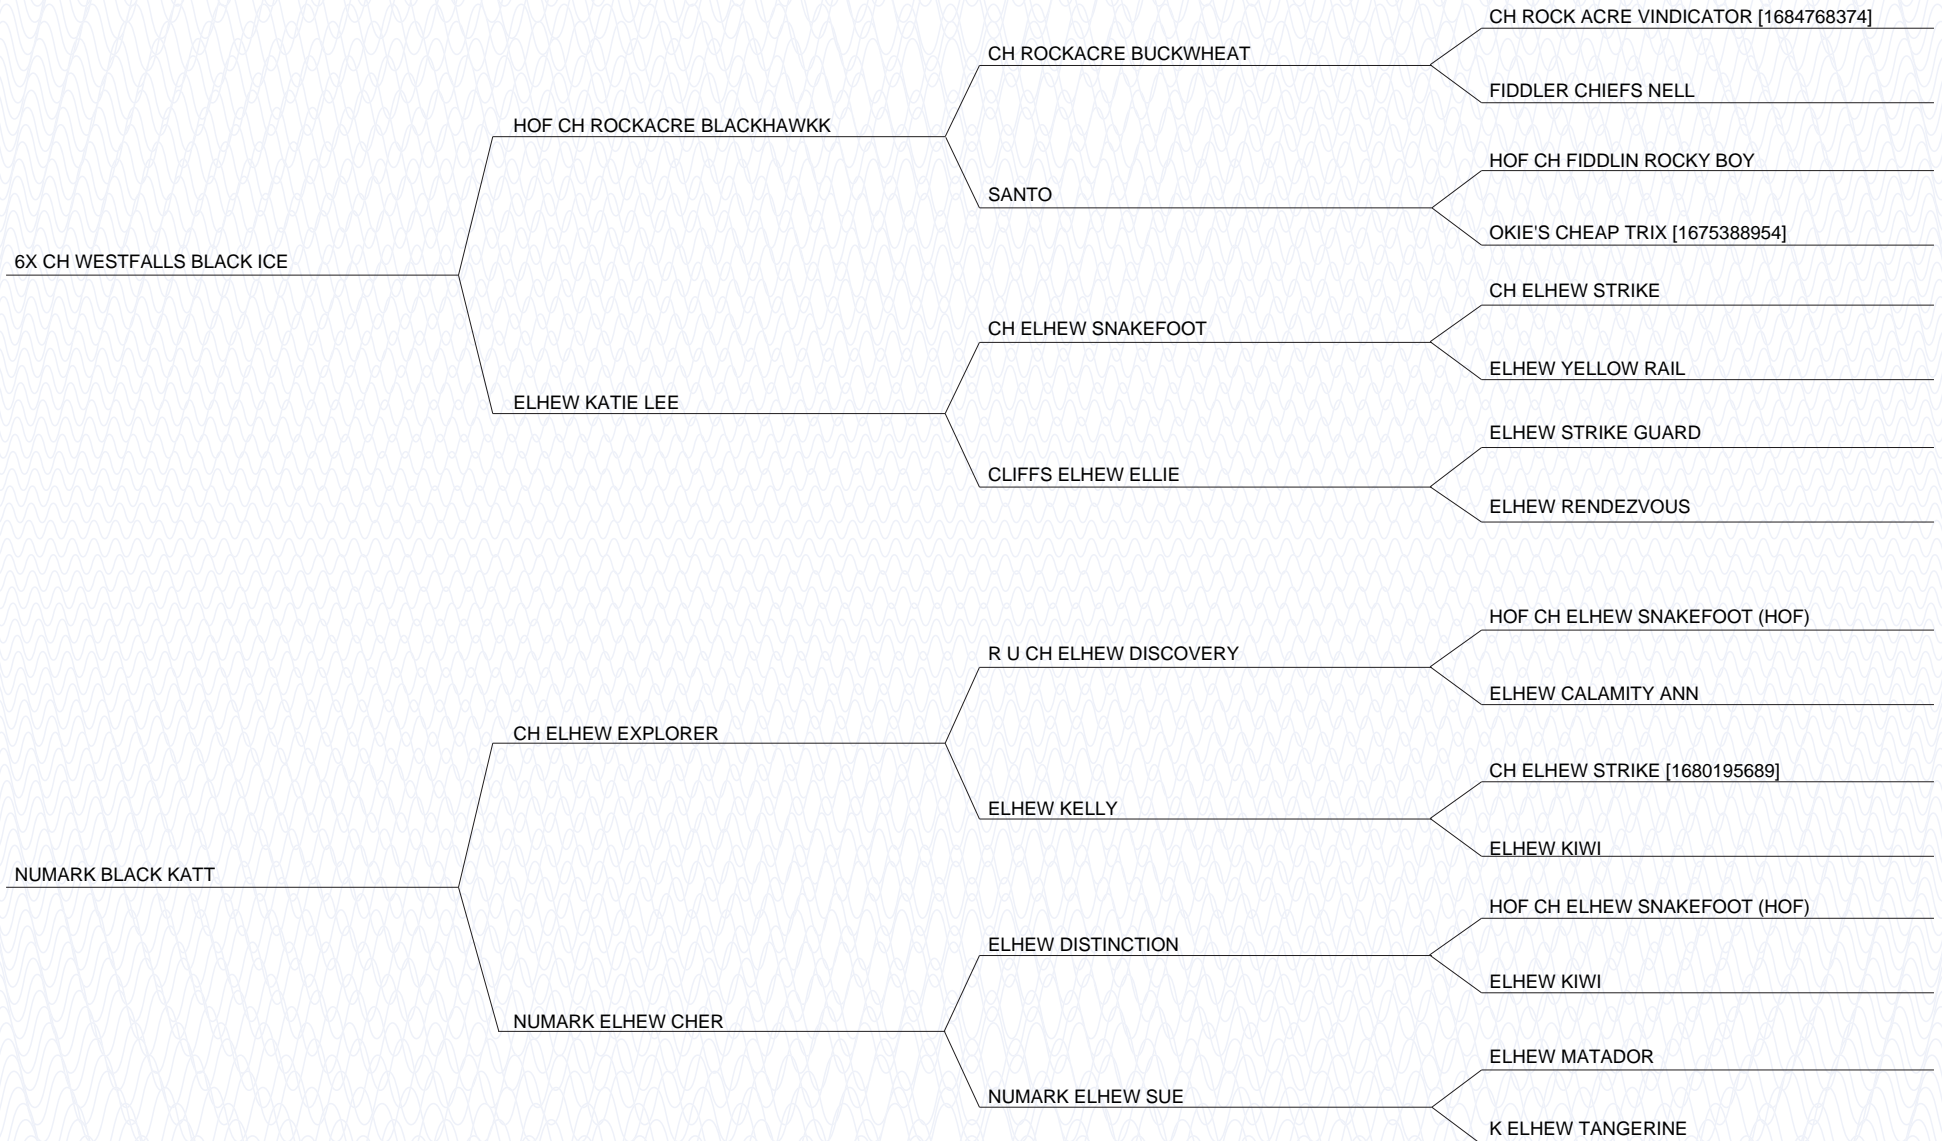 CH ROCK ACRE VINDICATOR [1684768374]
CH ROCKACRE BUCKWHEAT
FIDDLER CHIEFS NELL
HOF CH ROCKACRE BLACKHAWKK
HOF CH FIDDLIN ROCKY BOY
SANTO
OKIE'S CHEAP TRIX [1675388954]
6X CH WESTFALLS BLACK ICE
CH ELHEW STRIKE
CH ELHEW SNAKEFOOT
ELHEW YELLOW RAIL
ELHEW KATIE LEE
ELHEW STRIKE GUARD
CLIFFS ELHEW ELLIE
ELHEW RENDEZVOUS
HOF CH ELHEW SNAKEFOOT (HOF)
R U CH ELHEW DISCOVERY
ELHEW CALAMITY ANN
CH ELHEW EXPLORER
CH ELHEW STRIKE [1680195689]
ELHEW KELLY
ELHEW KIWI
NUMARK BLACK KATT
HOF CH ELHEW SNAKEFOOT (HOF)
ELHEW DISTINCTION
ELHEW KIWI
NUMARK ELHEW CHER
ELHEW MATADOR
NUMARK ELHEW SUE
K ELHEW TANGERINE